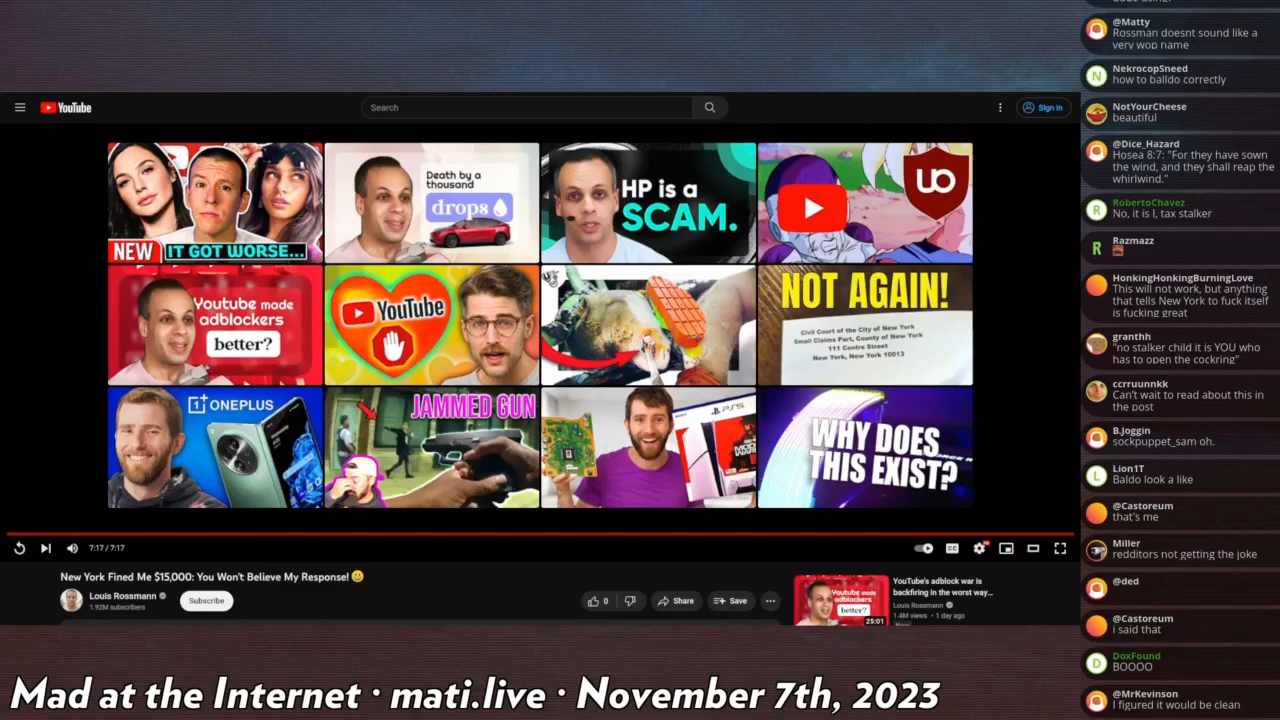 @Matty
Rossman doesnt sound like a
very wop name
NekrocopSneed
how to balldo correctly
NotYourCheese
beautiful
@Dice_Hazard
Hosea 8:7: "For they have sown
the wind, and they shall reap the
whirlwind."
RobertoChavez
No, it is I, tax stalker
Razmazz
HonkingHonkingBurningLove
This will not work, but anything
that tells New York to fuck itself
is fucking great
granthh
"no stalker child it is YOU who
has to open the cockring"
ccrruunnkk
Can't wait to read about this in
the post
B.Joggin
sockpuppet_sam oh.
Lion1T
Baldo look a like
@Castoreum
that's me
Miller
redditors not getting the joke
@ded
@Castoreum
i said that
DoxFound
BOOOO
@MrKevinson
I figured it would be clean
YouTube
Search
Sign in
NEW
IT GOT WORSE...
Death by a
thousand
drops
HP is a
SCAM.
UO
Youtube made
adblockers
better?
YouTube
NOT AGAIN!
Civil Court of the City of New York
Small Claims Part, County of New York
111 Centre Street
New York, New York 10013
ONEPLUS
JAMMED GUN
PS5
WHY DOES
THIS EXIST?
7:17 / 7:17
CC
New York Fined Me $15,000: You Won't Believe My Response!
Louis Rossmann
1.92M subscribers
Subscribe
0
Share
Save
Youtube made
adblockers
better?
25:01
YouTube's adblock war is
backfiring in the worst way...
Louis Rossmann
1.4M views • 1 day ago
New
Mad at the Internet · mati.live · November 7th, 2023